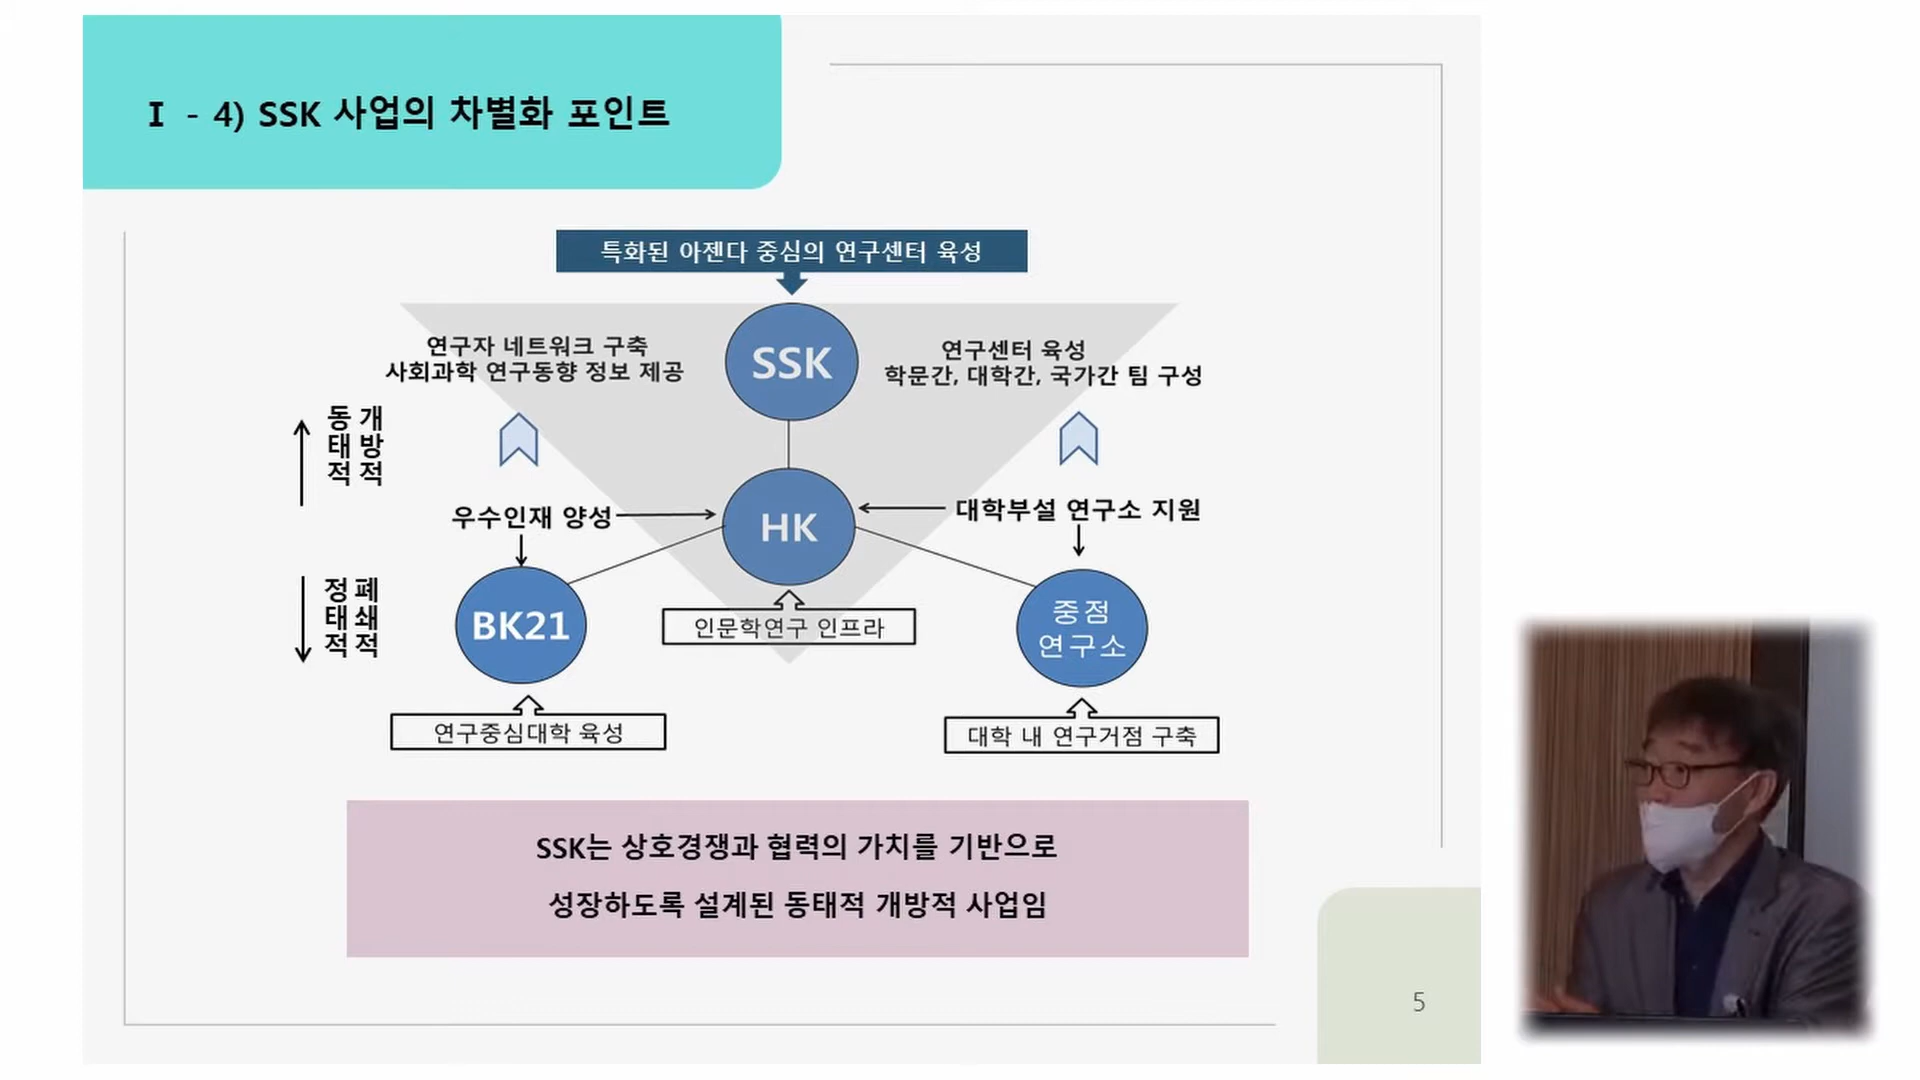 I - 4) SSK 사업의 차별화 포인트
특화된 아젠다 중심의 연구센터 육성
연구자 네트워크 구축
사회과학 연구동향 정보 제공
SSK
연구센터 육성
학문간, 대학간, 국가간 팀 구성
동태적
개방적
우수인재 양성
HK
대학부설 연구소 지원
정태적
폐쇄적
BK21
인문학연구 인프라
중점
연구소
연구중심대학 육성
대학 내 연구거점 구축
SSK는 상호경쟁과 협력의 가치를 기반으로
성장하도록 설계된 동태적 개방적 사업임
5